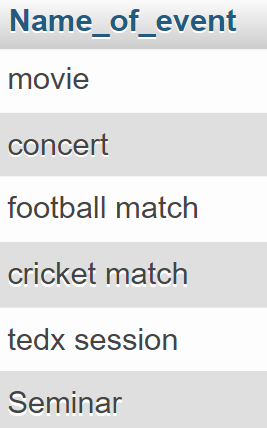 Name_of_event
movie
concert
football match
cricket match
tedx session
Seminar